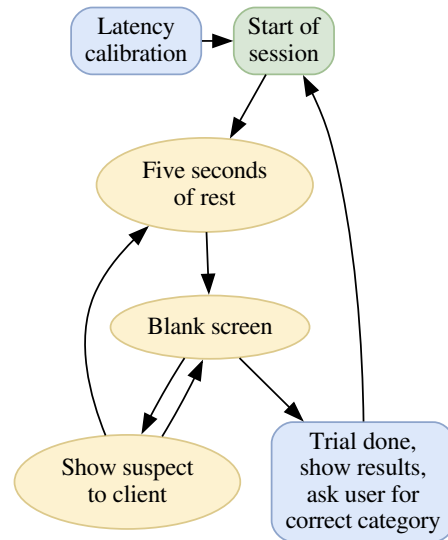 Latency
calibration
Start of
session
Five seconds
of rest
Blank screen
Show suspect
to client
Trial done,
show results,
ask user for
correct category